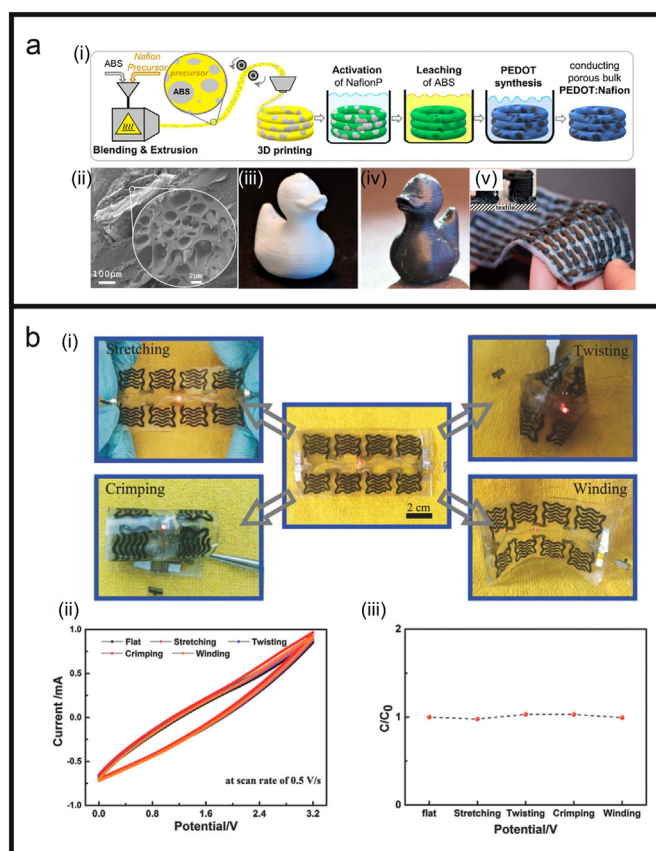 a
(i)
ABS
Nafion
Precursor
Blending & Extrusion
precursor
ABS
3D printing
Activation
of NafionP
Leaching
of ABS
PEDOT
synthesis
conducting
porous bulk
PEDOT:Nafion
(ii)
100μm
2μm
(iii)
(iv)
(v)
textile
b
(i)
Stretching
Twisting
Crimping
Winding
2 cm
(ii)
Current /mA
1.0
0.5
0.0
-0.5
-1.0
Flat Stretching Twisting
Crimping Winding
at scan rate of 0.5 V/s
0.0 0.8 1.6 2.4 3.2
Potential/V
(iii)
C/C0
2
1
0
flat Stretching Twisting Crimping Winding
Potential/V